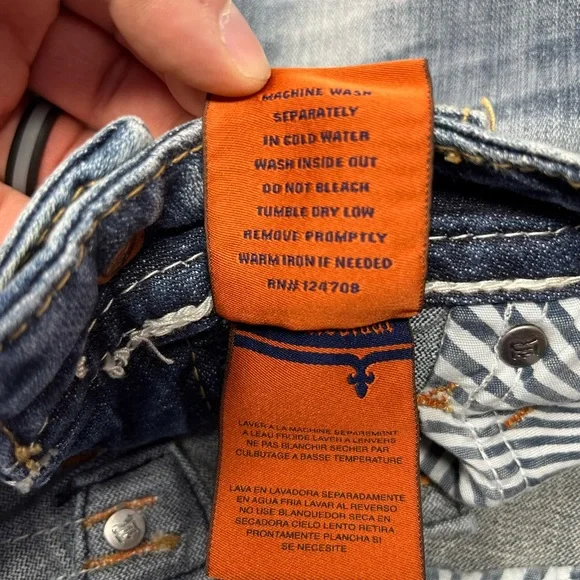 MACHINE WASH
SEPARATELY
IN COLD WATER
WASH INSIDE OUT
DO NOT BLEACH
TUMBLE DRY LOW
REMOVE PROMPTLY
WARM IRON IF NEEDED
RN# 124708
LAVER A LA MACHINE SEPAREMENT
A LEAU FROIDE LAVER A LENVERS
NE PAS BLANCHIR SECHER PAR
CULBUTAGE A BASSE TEMPERATURE
LAVA EN LAVADORA SEPARADAMENTE
EN AGUA FRIA LAVAR AL REVERSO
NO USE BLANQUEDOR SECA EN
SECADORA CIELO LENTO RETIRA
PRONTAMENTE PLANCHA SI
SE NECESITE